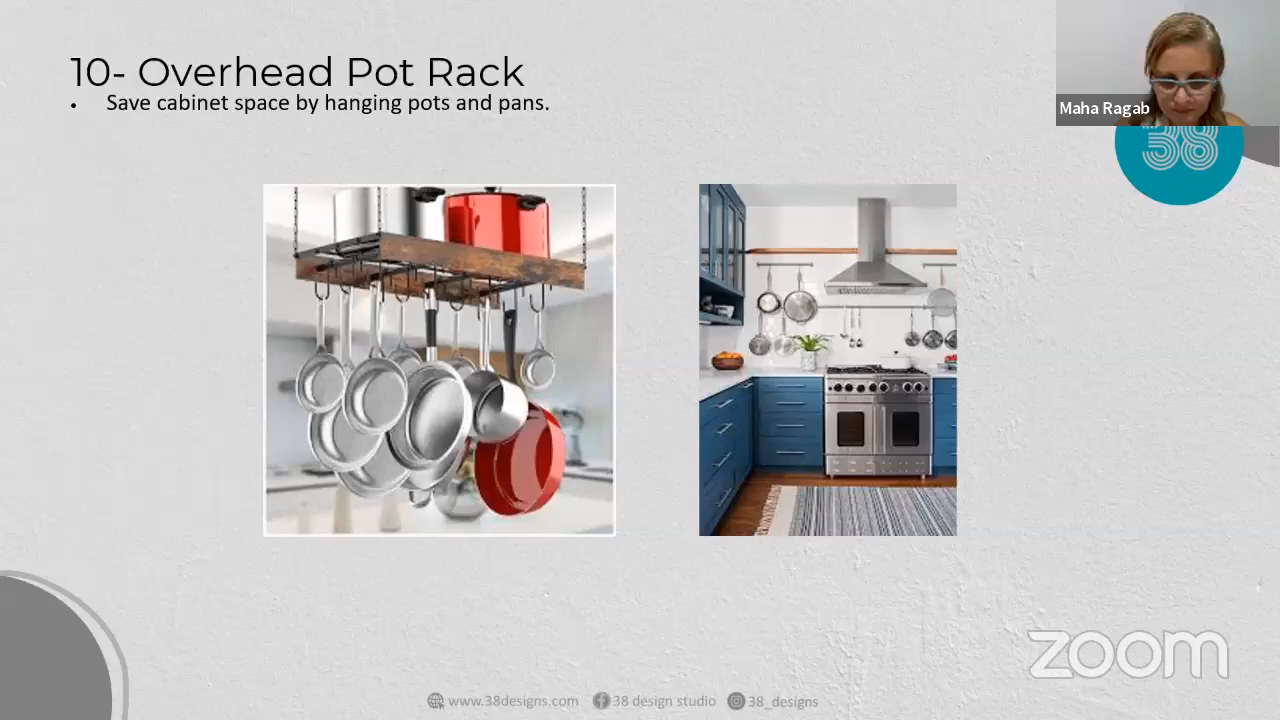 10- Overhead Pot Rack
• Save cabinet space by hanging pots and pans.
Maha Ragab
38
zoom
www.38designs.com 38 design studio 38_designs